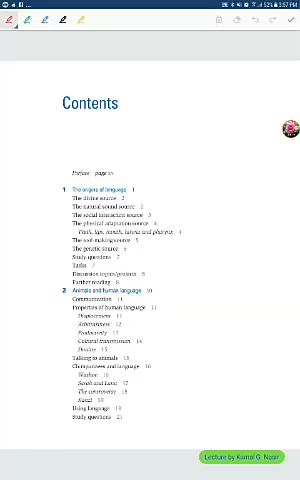 52% 3:57 PM
Contents
Preface page xv
1 The origins of language 1
The divine source 2
The natural sound source 2
The social interaction source 3
The physical adaptation source 4
Teeth, lips, mouth, larynx and pharynx
The tool-making source 5
The genetic source 6
Study questions 7
Tasks 7
Discussion topics/projects 8
Further reading 8
2 Animals and human language 10
Communication 11
Properties of human language 11
Displacement 11
Arbitrariness 12
Productivity 13
Cultural transmission 14
Duality 15
Talking to animals 15
Chimpanzees and language 16
Washoe 16
Sarah and Lana 17
The controversy 18
Kanzi 19
Using language 19
Study questions 21
Lecture by Kamal G. Nasir